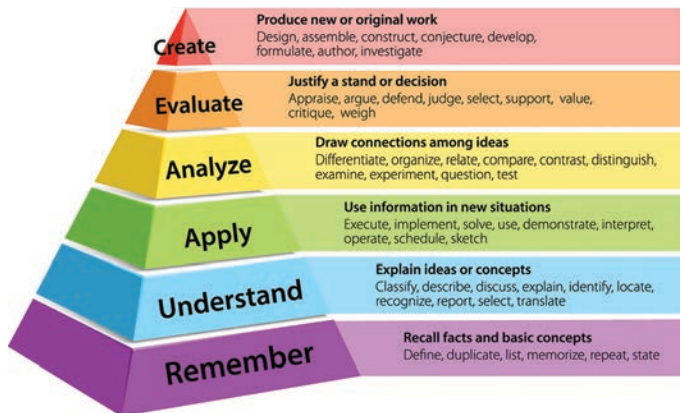 Create
Produce new or original work
Design, assemble, construct, conjecture, develop,
formulate, author, investigate
Evaluate
Justify a stand or decision
Appraise, argue, defend, judge, select, support, value,
critique, weigh
Analyze
Draw connections among ideas
Differentiate, organize, relate, compare, contrast, distinguish,
examine, experiment, question, test
Apply
Use information in new situations
Execute, implement, solve, use, demonstrate, interpret,
operate, schedule, sketch
Understand
Explain ideas or concepts
Classify, describe, discuss, explain, identify, locate,
recognize, report, select, translate
Remember
Recall facts and basic concepts
Define, duplicate, list, memorize, repeat, state